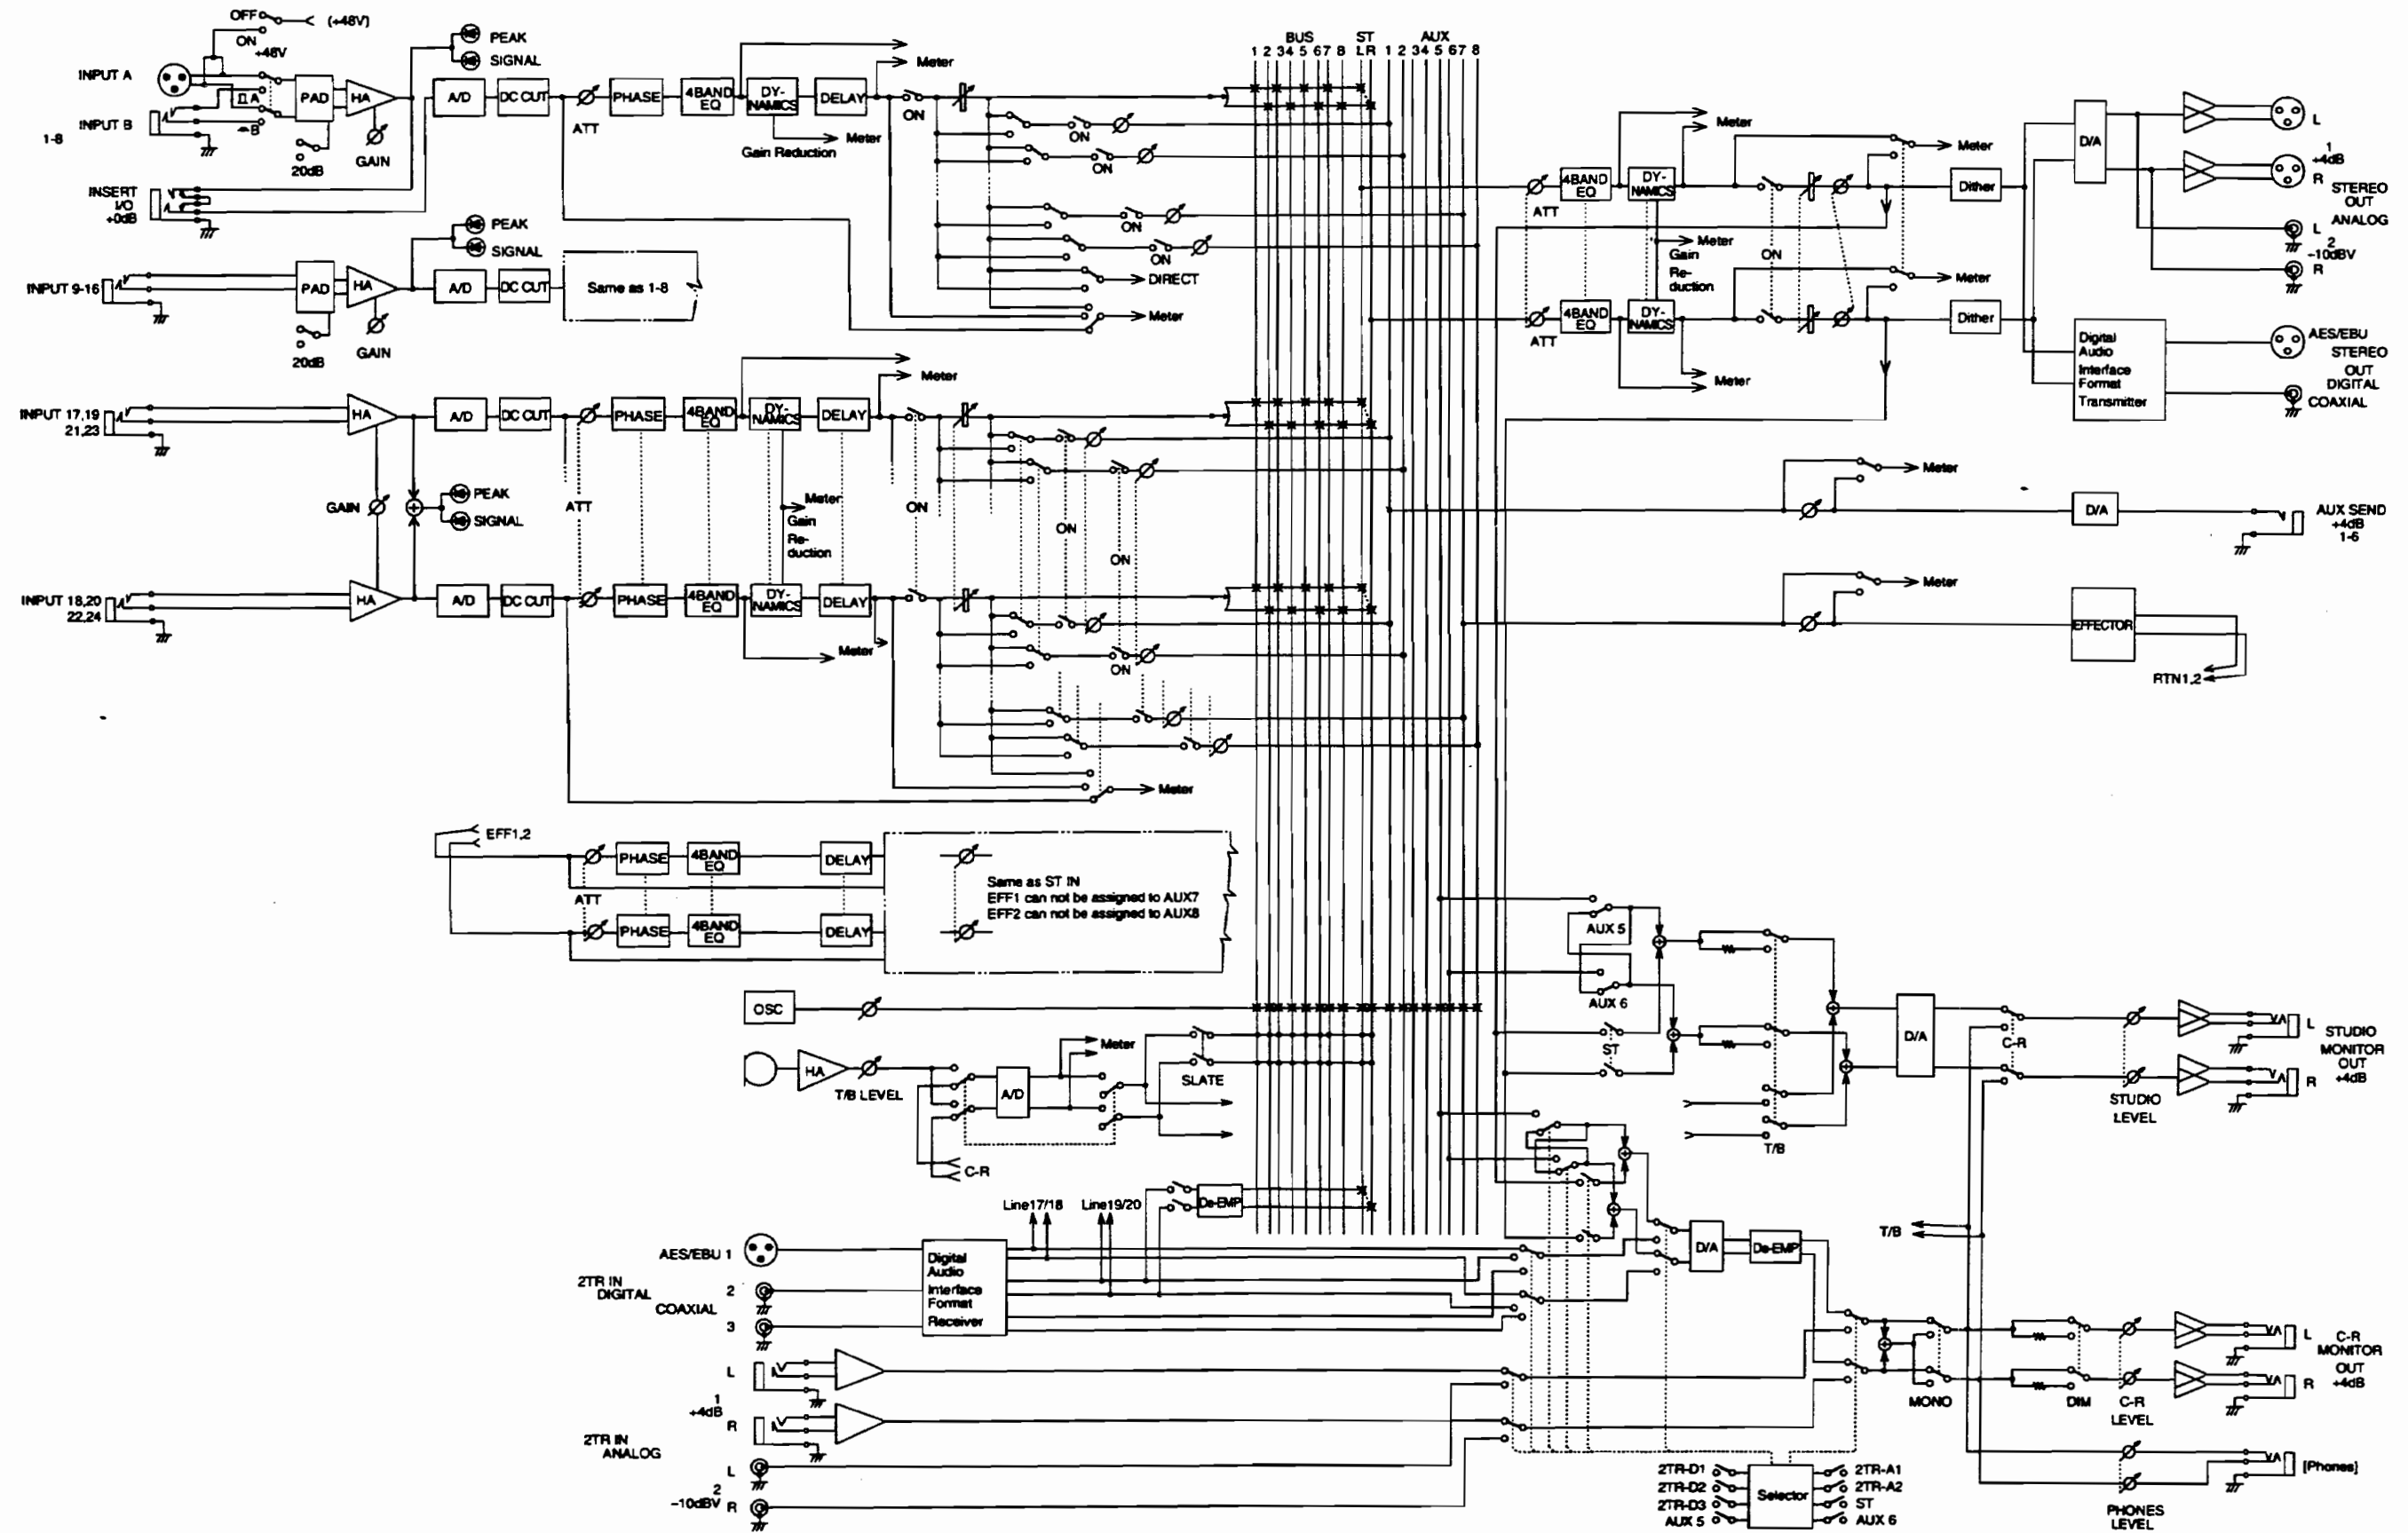 OFF
(+48V)
ON
+48V
INPUT A
A
PAD
HA
INPUT B
B
1-8
20dB
GAIN
PEAK
SIGNAL
A/D
DC CUT
ATT
PHASE
4BAND
EQ
DY-
NAMICS
DELAY
Meter
Meter
Gain Reduction
ON
ON
ON
ON
ON
DIRECT
Meter
INSERT
I/O
+0dB
INPUT 9-16
PAD
HA
20dB
GAIN
PEAK
SIGNAL
A/D
DC CUT
Same as 1-8
BUS
1 2 3 4 5 6 7 8
ST
L R
AUX
1 2 3 4 5 6 7 8
INPUT 17,19
21,23
HA
A/D
DC CUT
PHASE
4BAND
EQ
DY-
NAMICS
DELAY
Meter
GAIN
PEAK
SIGNAL
ATT
Meter
Gain
Re-
duction
ON
ON
ON
INPUT 18,20
22,24
HA
A/D
DC CUT
PHASE
4BAND
EQ
DY-
NAMICS
DELAY
Meter
ON
Meter
EFF1,2
ATT
PHASE
4BAND
EQ
DELAY
PHASE
4BAND
EQ
DELAY
Same as ST IN
EFF1 can not be assigned to AUX7
EFF2 can not be assigned to AUX8
OSC
HA
T/B LEVEL
A/D
Meter
SLATE
C-R
Line17/18
Line19/20
De-EMP
AES/EBU 1
2TR IN
DIGITAL
COAXIAL
2
3
Digital
Audio
Interface
Format
Receiver
L
1
+4dB
R
2TR IN
ANALOG
L
2
-10dBV
R
ATT
4BAND
EQ
DY-
NAMICS
Meter
Meter
Meter
Gain
Re-
duction
ON
Dither
ATT
4BAND
EQ
DY-
NAMICS
Meter
Meter
Dither
D/A
L
1
+4dB
R
STEREO
OUT
ANALOG
L
2
-10dBV
R
Digital
Audio
Interface
Format
Transmitter
AES/EBU
STEREO
OUT
DIGITAL
COAXIAL
Meter
D/A
AUX SEND
+4dB
1-6
Meter
EFFECTOR
RTN1,2
AUX 5
AUX 6
ST
T/B
D/A
C-R
STUDIO
LEVEL
L
R
STUDIO
MONITOR
OUT
+4dB
D/A
De-EMP
T/B
MONO
DIM
C-R
LEVEL
L
R
C-R
MONITOR
OUT
+4dB
PHONES
LEVEL
[Phones]
2TR-D1
2TR-D2
2TR-D3
AUX 5
Selector
2TR-A1
2TR-A2
ST
AUX 6